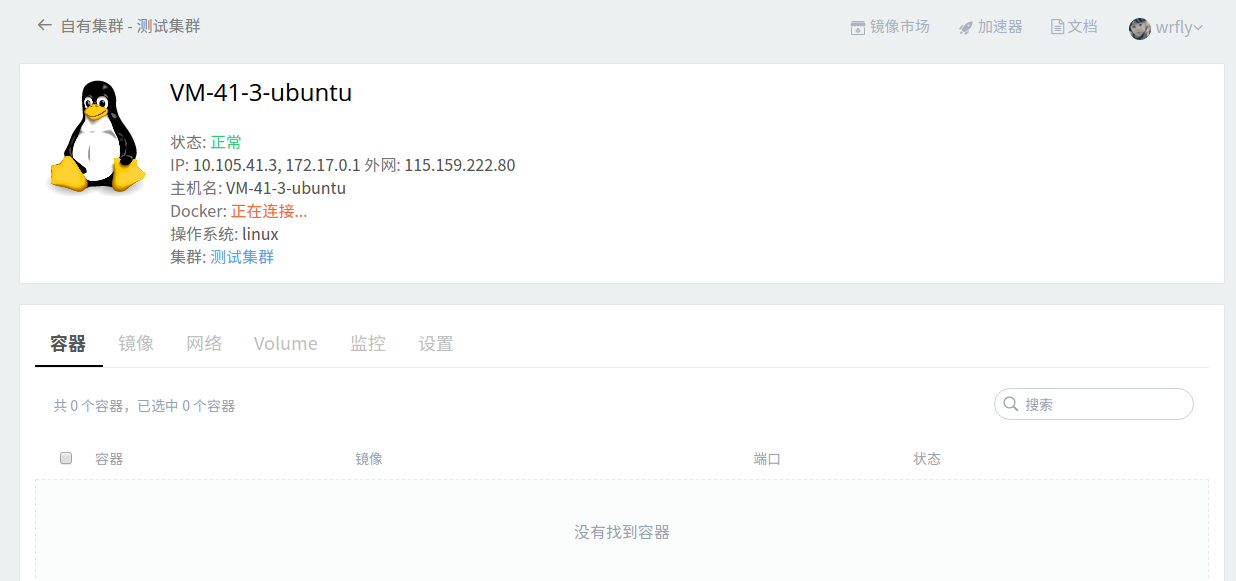 自有集群 - 测试集群 镜像市场 加速器 文档 wrfly
VM-41-3-ubuntu
状态: 正常
IP: 10.105.41.3, 172.17.0.1 外网: 115.159.222.80
主机名: VM-41-3-ubuntu
Docker: 正在连接...
操作系统: linux
集群: 测试集群
容器 镜像 网络 Volume 监控 设置
共 0 个容器，已选中 0 个容器 搜索
容器 镜像 端口 状态
没有找到容器